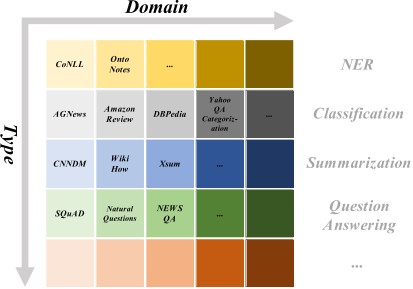 Domain
Type
CoNLL
Onto
Notes
...
NER
AGNews
Amazon
Review
DBPedia
Yahoo
QA
Categoriz-
ation
...
Classification
CNNDM
Wiki
How
Xsum
...
Summarization
SQuAD
Natural
Questions
NEWS
QA
...
Question
Answering
...